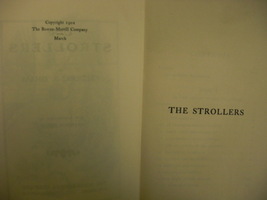 Copyright 1902
The Bowen-Merrill Company
March
THE STROLLERS